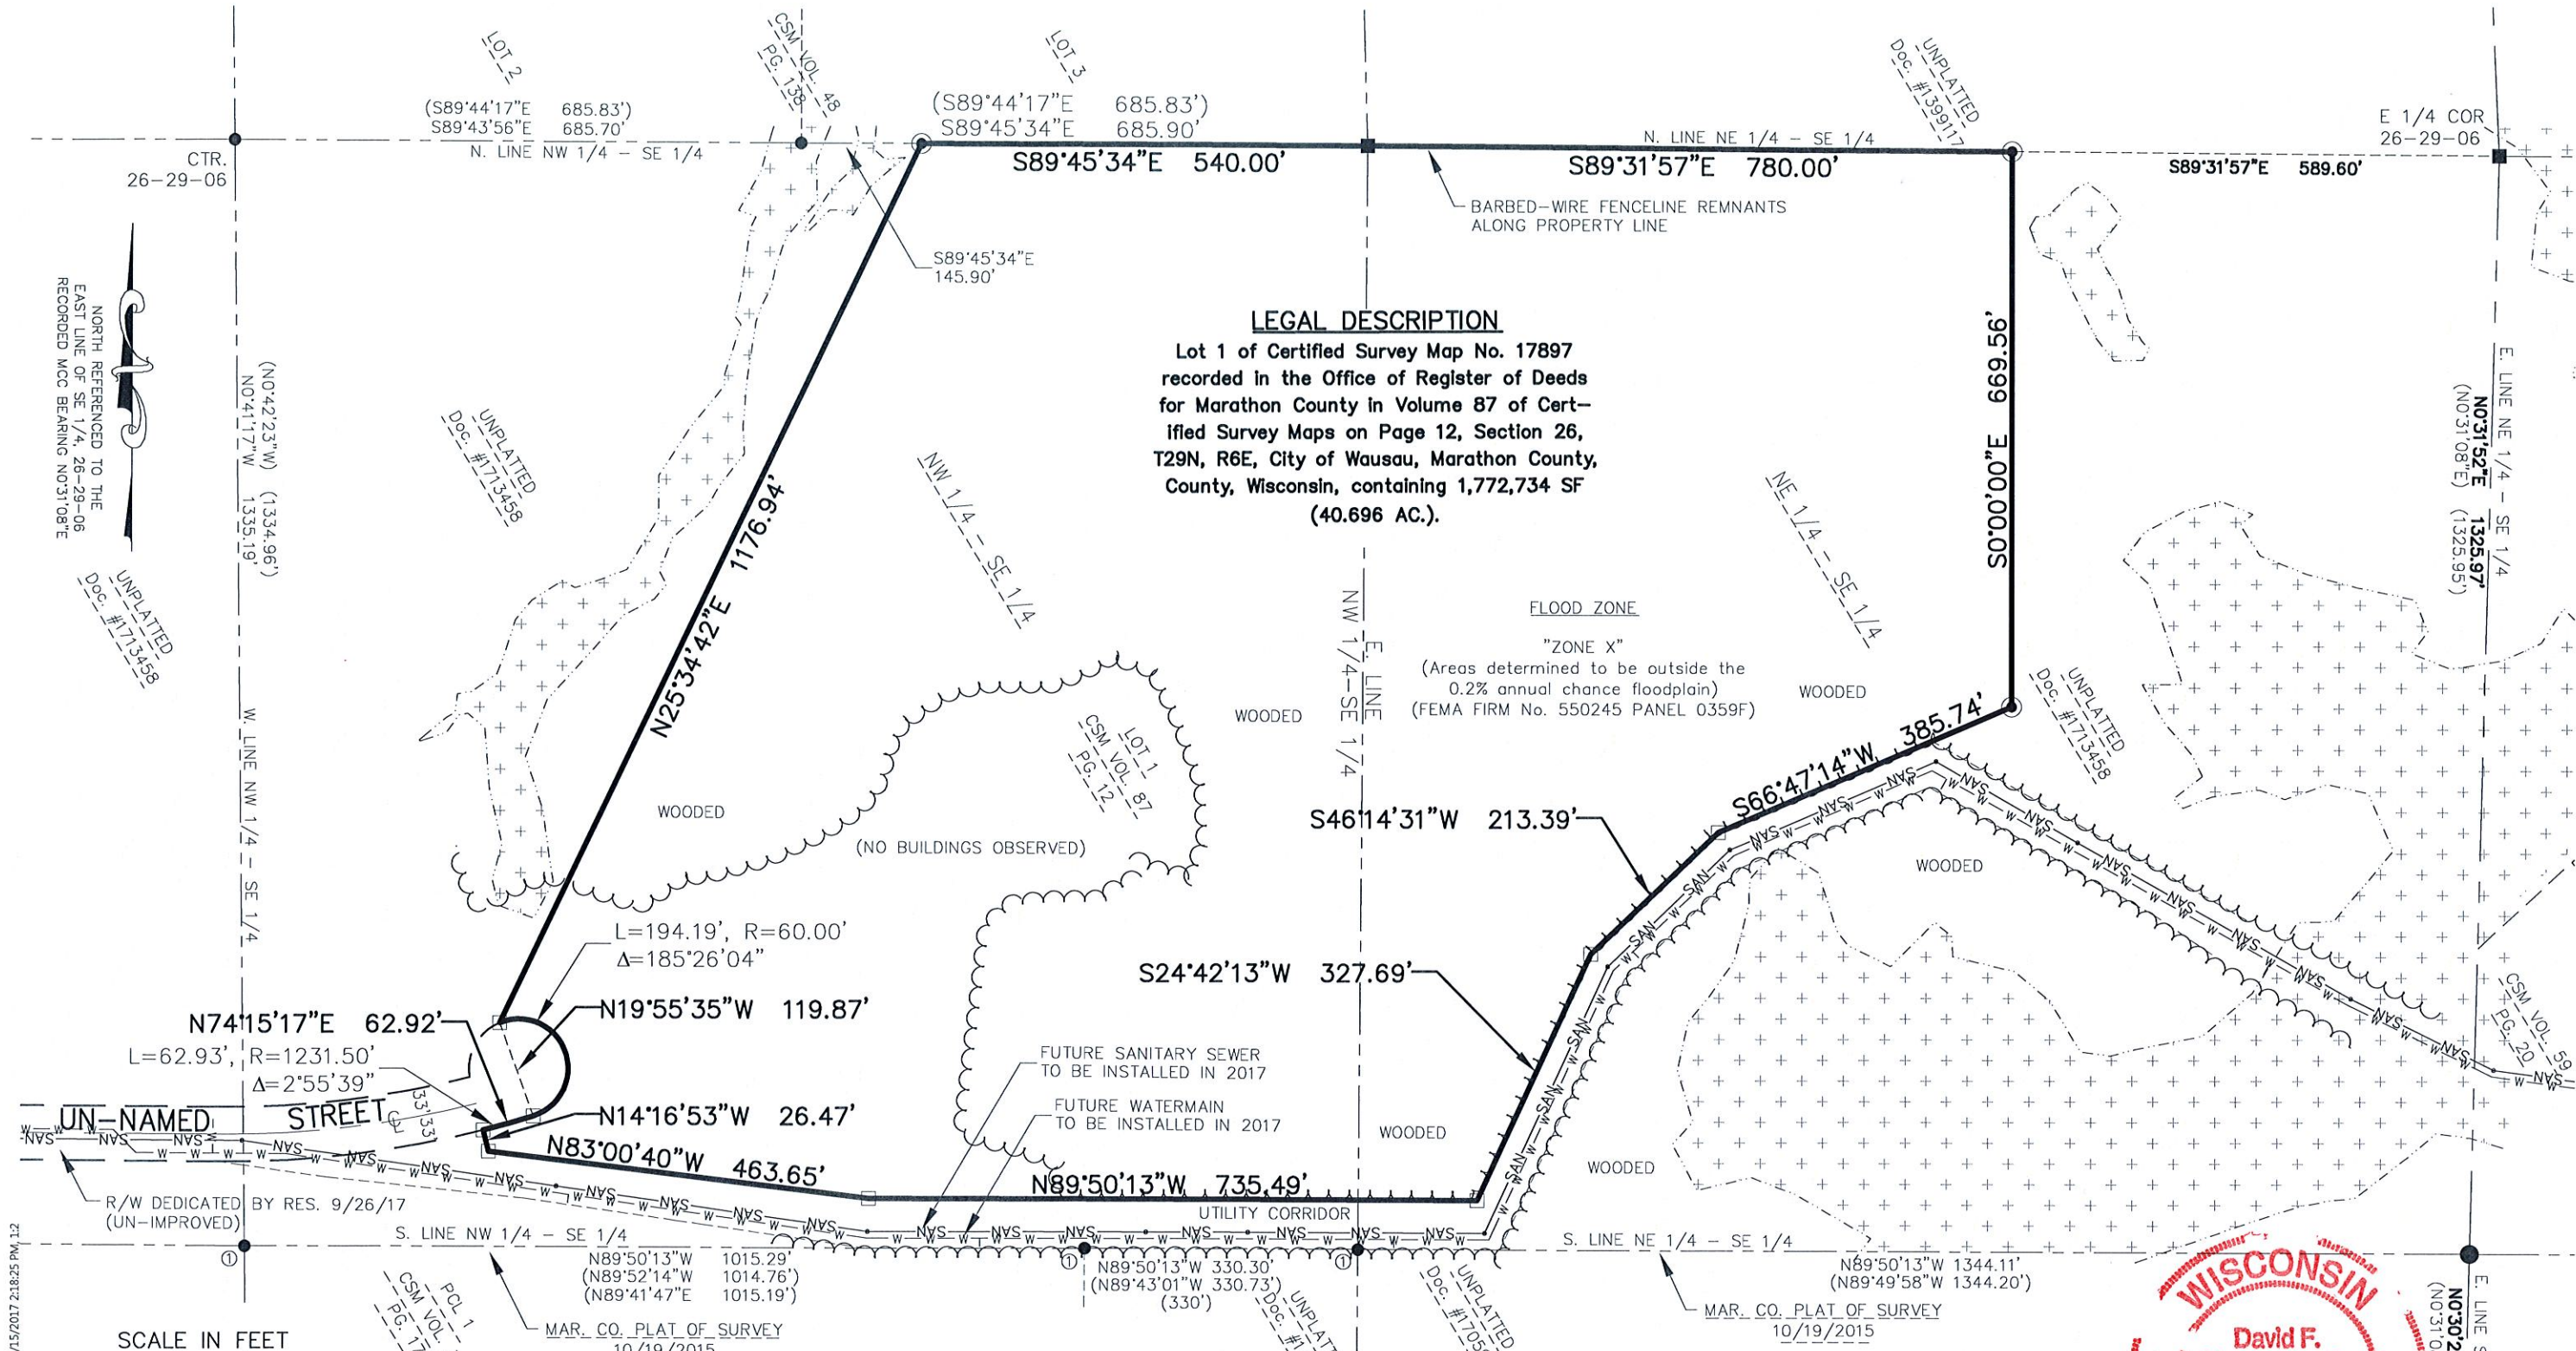 LOT 2
CSM VOL. 48
PG. 138
LOT 3
UNPLATTED
Doc. #1399117
(S89°44'17"E 685.83')
S89°43'56"E 685.70'
N. LINE NW 1/4 - SE 1/4
(S89°44'17"E 685.83')
S89°45'34"E 685.90'
S89°45'34"E 540.00'
N. LINE NE 1/4 - SE 1/4
S89°31'57"E 780.00'
E 1/4 COR
26-29-06
S89°31'57"E 589.60'
CTR.
26-29-06
BARBED-WIRE FENCELINE REMNANTS
ALONG PROPERTY LINE
S89°45'34"E
145.90'
NORTH REFERENCED TO THE
EAST LINE OF SE 1/4, 26-29-06
RECORDED MCC BEARING N0°31'08"E
(N0°42'23"W) (1334.96')
N0°41'17"W 1335.19'
LEGAL DESCRIPTION
Lot 1 of Certified Survey Map No. 17897
recorded in the Office of Register of Deeds
for Marathon County in Volume 87 of Cert-
ified Survey Maps on Page 12, Section 26,
T29N, R6E, City of Wausau, Marathon County,
County, Wisconsin, containing 1,772,734 SF
(40.696 AC.).
S0°00'00"E 669.56'
E. LINE NE 1/4 - SE 1/4
N0°31'52"E 1325.97'
(N0°31'08"E) (1325.95')
UNPLATTED
Doc. #1713458
UNPLATTED
Doc. #1713458
N25°34'42"E 1176.94'
NW 1/4 - SE 1/4
NE 1/4 - SE 1/4
E. LINE
NW 1/4-SE 1/4
FLOOD ZONE
"ZONE X"
(Areas determined to be outside the
0.2% annual chance floodplain)
(FEMA FIRM No. 550245 PANEL 0359F)
WOODED
WOODED
UNPLATTED
Doc. #1713458
LOT 1
CSM VOL. 87
PG. 12
W. LINE NW 1/4 - SE 1/4
WOODED
(NO BUILDINGS OBSERVED)
S66°47'14"W 385.74'
S46°14'31"W 213.39'
WOODED
L=194.19', R=60.00'
Δ=185°26'04"
S24°42'13"W 327.69'
N19°55'35"W 119.87'
N74°15'17"E 62.92'
L=62.93', R=1231.50'
Δ=2°55'39"
FUTURE SANITARY SEWER
TO BE INSTALLED IN 2017
FUTURE WATERMAIN
TO BE INSTALLED IN 2017
CSM VOL. 59
PG. 20
UN-NAMED STREET
33' 33'
N14°16'53"W 26.47'
WOODED
WOODED
N83°00'40"W 463.65'
N89°50'13"W 735.49'
UTILITY CORRIDOR
R/W DEDICATED BY RES. 9/26/17
(UN-IMPROVED)
S. LINE NW 1/4 - SE 1/4
S. LINE NE 1/4 - SE 1/4
N89°50'13"W 1015.29'
(N89°52'14"W 1014.76')
(N89°41'47"E 1015.19')
N89°50'13"W 330.30'
(N89°43'01"W 330.73')
(330')
N89°50'13"W 1344.11'
(N89°49'58"W 1344.20')
MAR. CO. PLAT OF SURVEY
10/19/2015
MAR. CO. PLAT OF SURVEY
10/19/2015
PCL 1
CSM VOL.
PG. 17
UNPLATTED
SCALE IN FEET
/15/2017 2:18:25 PM, 1:2
WISCONSIN
David F.